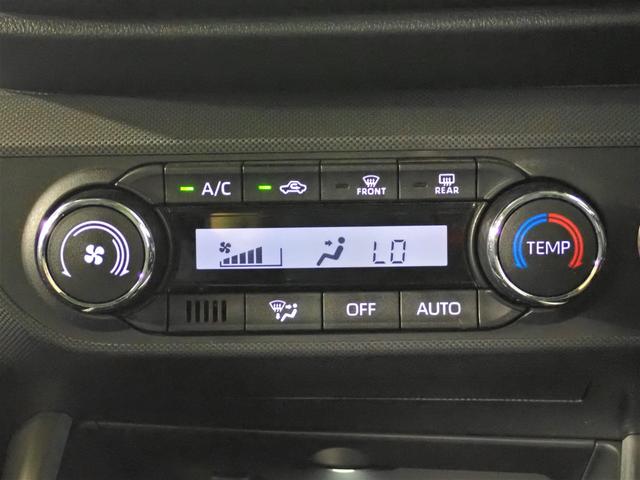 A/C
FRONT
REAR
LO
TEMP
OFF
AUTO